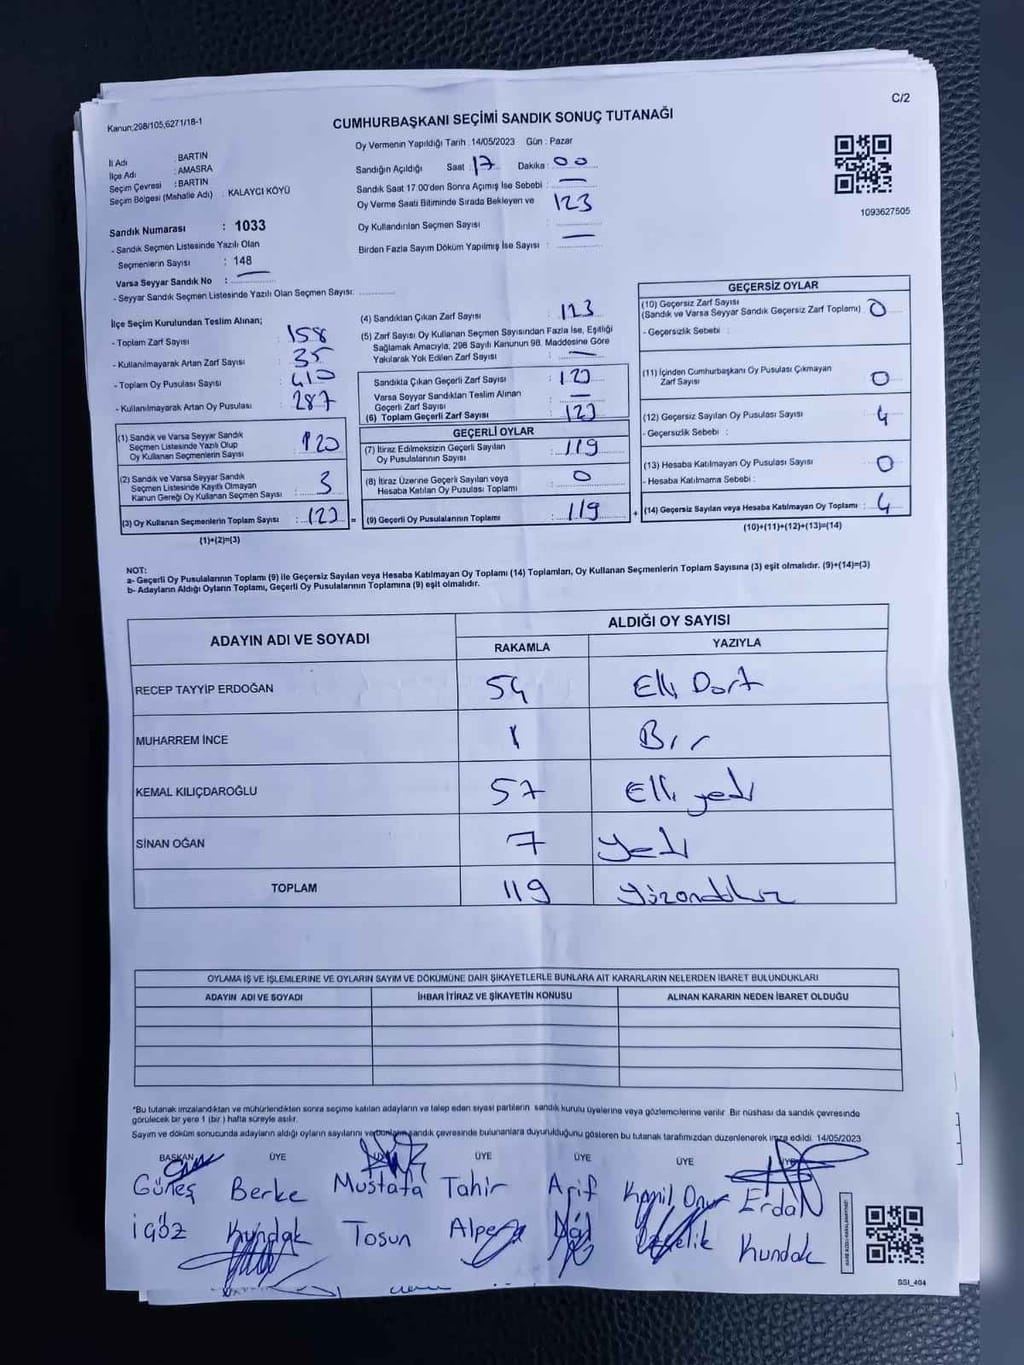 C/2
Kanun;298/105,6271/18-1
CUMHURBAŞKANI SEÇİMİ SANDIK SONUÇ TUTANAĞI
Oy Vermenin Yapıldığı Tarih :14/05/2023 Gün : Pazar
İl Adı : BARTIN
İlçe Adı : AMASRA
Seçim Çevresi : BARTIN
Seçim Bölgesi (Mahalle Adı) : KALAYCI KÖYÜ
Sandığın Açıldığı Saat : 17 Dakika : 00
Sandık Saat 17.00'den Sonra Açımış İse Sebebi : —
Oy Verme Saati Bitiminde Sırada Bekleyen ve
Oy Kullandırılan Seçmen Sayısı : 123
Birden Fazla Sayım Döküm Yapılmış İse Sayısı : —
1093627505
Sandık Numarası : 1033
- Sandık Seçmen Listesinde Yazılı Olan
Seçmenlerin Sayısı : 148
Varsa Seyyar Sandık No : —
- Seyyar Sandık Seçmen Listesinde Yazılı Olan Seçmen Sayısı:
İlçe Seçim Kurulundan Teslim Alınan;
- Toplam Zarf Sayısı : 158
- Kullanılmayarak Artan Zarf Sayısı : 35
- Toplam Oy Pusulası Sayısı : 410
- Kullanılmayarak Artan Oy Pusulası : 287
(1) Sandık ve Varsa Seyyar Sandık
Seçmen Listesinde Yazılı Olup
Oy Kullanan Seçmenlerin Sayısı : 120
(2) Sandık ve Varsa Seyyar Sandık
Seçmen Listesinde Kayıtlı Olmayan
Kanun Gereği Oy Kullanan Seçmen Sayısı : 3
(3) Oy Kullanan Seçmenlerin Toplam Sayısı : 123 =
(1)+(2)=(3)
(4) Sandıktan Çıkan Zarf Sayısı : 123
(5) Zarf Sayısı Oy Kullanan Seçmen Sayısından Fazla İse, Eşitliği
Sağlamak Amacıyla, 298 Sayılı Kanunun 98. Maddesine Göre
Yakılarak Yok Edilen Zarf Sayısı : —
Sandıkta Çıkan Geçerli Zarf Sayısı : 123
Varsa Seyyar Sandıktan Teslim Alınan
Geçerli Zarf Sayısı : —
(6) Toplam Geçerli Zarf Sayısı : 123
GEÇERLİ OYLAR
(7) İtiraz Edilmeksizin Geçerli Sayılan
Oy Pusulalarının Sayısı : 119
(8) İtiraz Üzerine Geçerli Sayılan veya
Hesaba Katılan Oy Pusulası Toplamı : 0
(9) Geçerli Oy Pusulalarının Toplamı : 119 +
GEÇERSİZ OYLAR
(10) Geçersiz Zarf Sayısı
(Sandık ve Varsa Seyyar Sandık Geçersiz Zarf Toplamı) : 0
- Geçersizlik Sebebi :
(11) İçinden Cumhurbaşkanı Oy Pusulası Çıkmayan
Zarf Sayısı : 0
(12) Geçersiz Sayılan Oy Pusulası Sayısı : 4
- Geçersizlik Sebebi :
(13) Hesaba Katılmayan Oy Pusulası Sayısı : 0
- Hesaba Katılmama Sebebi :
(14) Geçersiz Sayılan veya Hesaba Katılmayan Oy Toplamı : 4
(10)+(11)+(12)+(13)=(14)
NOT:
a- Geçerli Oy Pusulalarının Toplamı (9) ile Geçersiz Sayılan veya Hesaba Katılmayan Oy Toplamı (14) Toplamları, Oy Kullanan Seçmenlerin Toplam Sayısına (3) eşit olmalıdır. (9)+(14)=(3)
b- Adayların Aldığı Oyların Toplamı, Geçerli Oy Pusulalarının Toplamına (9) eşit olmalıdır.
ADAYIN ADI VE SOYADI ALDIĞI OY SAYISI
RAKAMLA YAZIYLA
RECEP TAYYİP ERDOĞAN 54 Elli Dört
MUHARREM İNCE 1 Bir
KEMAL KILIÇDAROĞLU 57 Elli yedi
SİNAN OĞAN 7 Yedi
TOPLAM 119 Yüzondokuz
OYLAMA İŞ VE İŞLEMLERİNE VE OYLARIN SAYIM VE DÖKÜMÜNE DAİR ŞİKAYETLERLE BUNLARA AİT KARARLARIN NELERDEN İBARET BULUNDUKLARI
ADAYIN ADI VE SOYADI İHBAR İTİRAZ VE ŞİKAYETİN KONUSU ALINAN KARARIN NEDEN İBARET OLDUĞU
*Bu tutanak imzalandıktan ve mühürlendikten sonra seçime katılan adayların ve talep eden siyasi partilerin sandık kurulu üyelerine veya gözlemcilerine verilir. Bir nüshası da sandık çevresinde
görülecek bir yere 1 (bir ) hafta süreyle asılır.
Sayım ve döküm sonucunda adayların aldığı oyların sayılarını ve bunların sandık çevresinde bulunanlara duyurulduğunu gösteren bu tutanak tarafımızdan düzenlenerek imza edildi. 14/05/2023
BAŞKAN ÜYE ÜYE ÜYE ÜYE ÜYE ÜYE
Güneş Berke Mustafa Tahir Arif Kamil Onur Erdal
İgöz Kundak Tosun Kundak
SSI_404